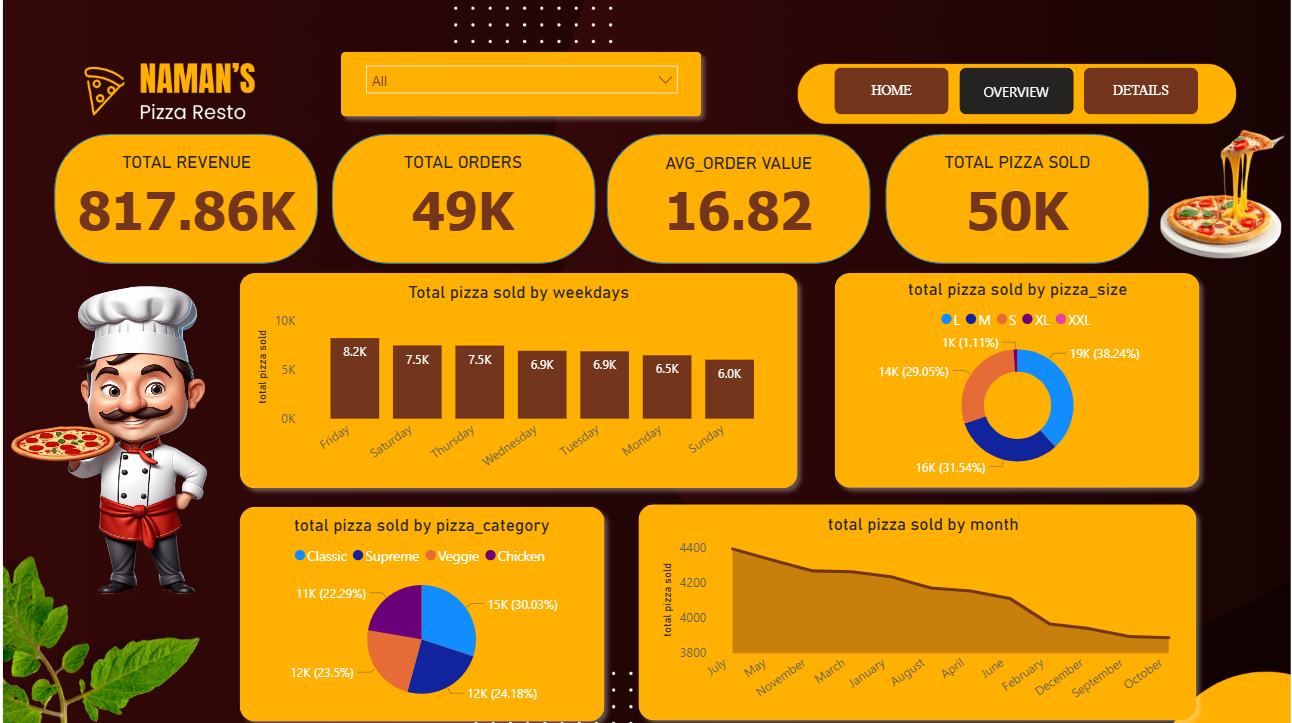 NAMAN'S
Pizza Resto
All
HOME
OVERVIEW
DETAILS
TOTAL REVENUE
817.86K
TOTAL ORDERS
49K
AVG_ORDER VALUE
16.82
TOTAL PIZZA SOLD
50K
Total pizza sold by weekdays
total pizza sold
10K
5K
0K
8.2K
7.5K
7.5K
6.9K
6.9K
6.5K
6.0K
Friday
Saturday
Thursday
Wednesday
Tuesday
Monday
Sunday
total pizza sold by pizza_size
L M S XL XXL
1K (1.11%)
19K (38.24%)
14K (29.05%)
16K (31.54%)
total pizza sold by pizza_category
Classic Supreme Veggie Chicken
11K (22.29%)
15K (30.03%)
12K (23.5%)
12K (24.18%)
total pizza sold by month
total pizza sold
4400
4200
4000
3800
July
May
November
March
January
August
April
June
February
December
September
October